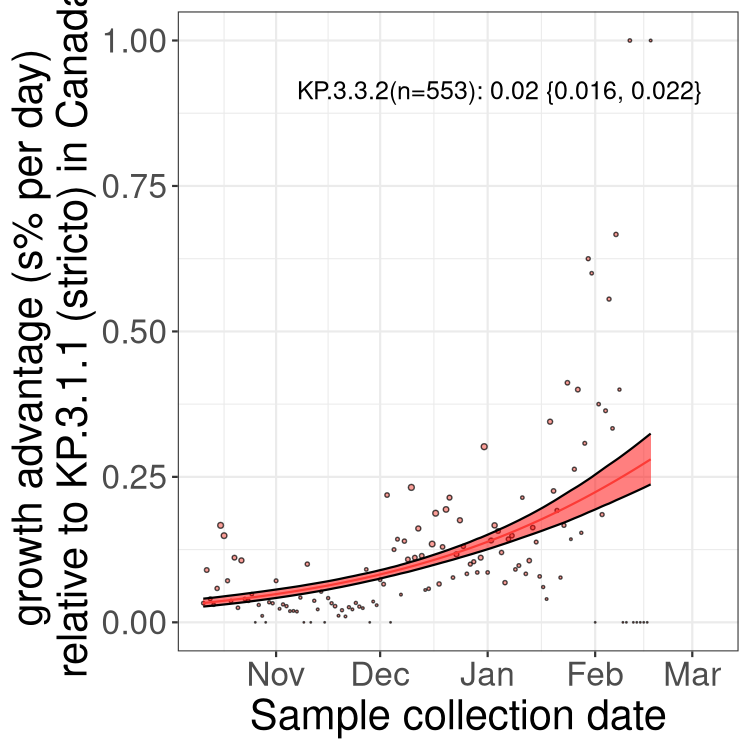 growth advantage (s% per day)
relative to KP.3.1.1 (stricto) in Canada
1.00
0.75
0.50
0.25
0.00
KP.3.3.2(n=553): 0.02 {0.016, 0.022}
Nov Dec Jan Feb Mar
Sample collection date